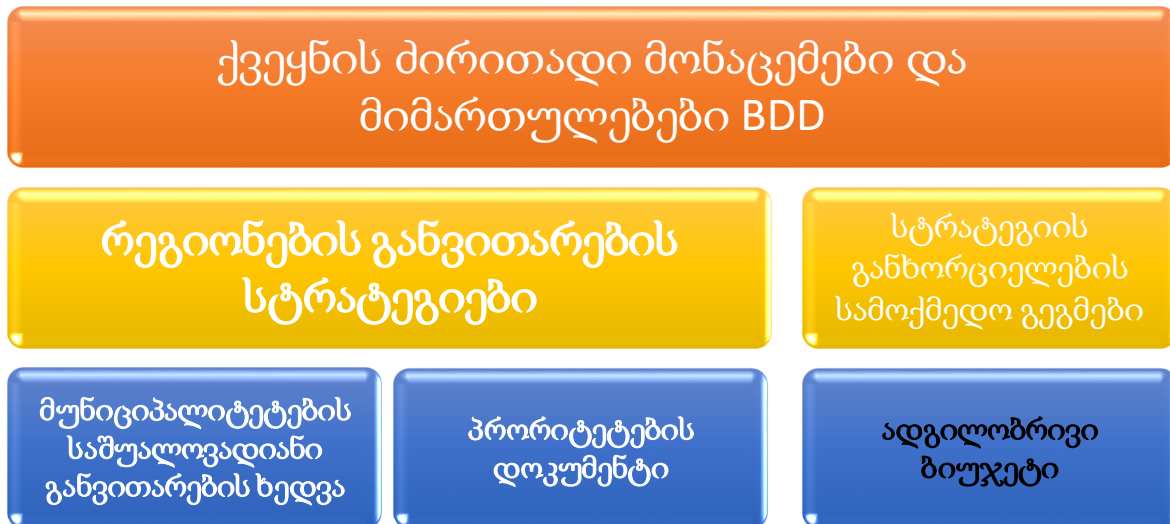 ქვეყნის ძირითადი მონაცემები და
მიმართულებები BDD
რეგიონების განვითარების
სტრატეგიები
სტრატეგიის
განხორციელების
სამოქმედო გეგმები
მუნიციპალიტეტების
საშუალოვადიანი
განვითარების ხედვა
პრორიტეტების
დოკუმენტი
ადგილობრივი
ბიუჯეტი